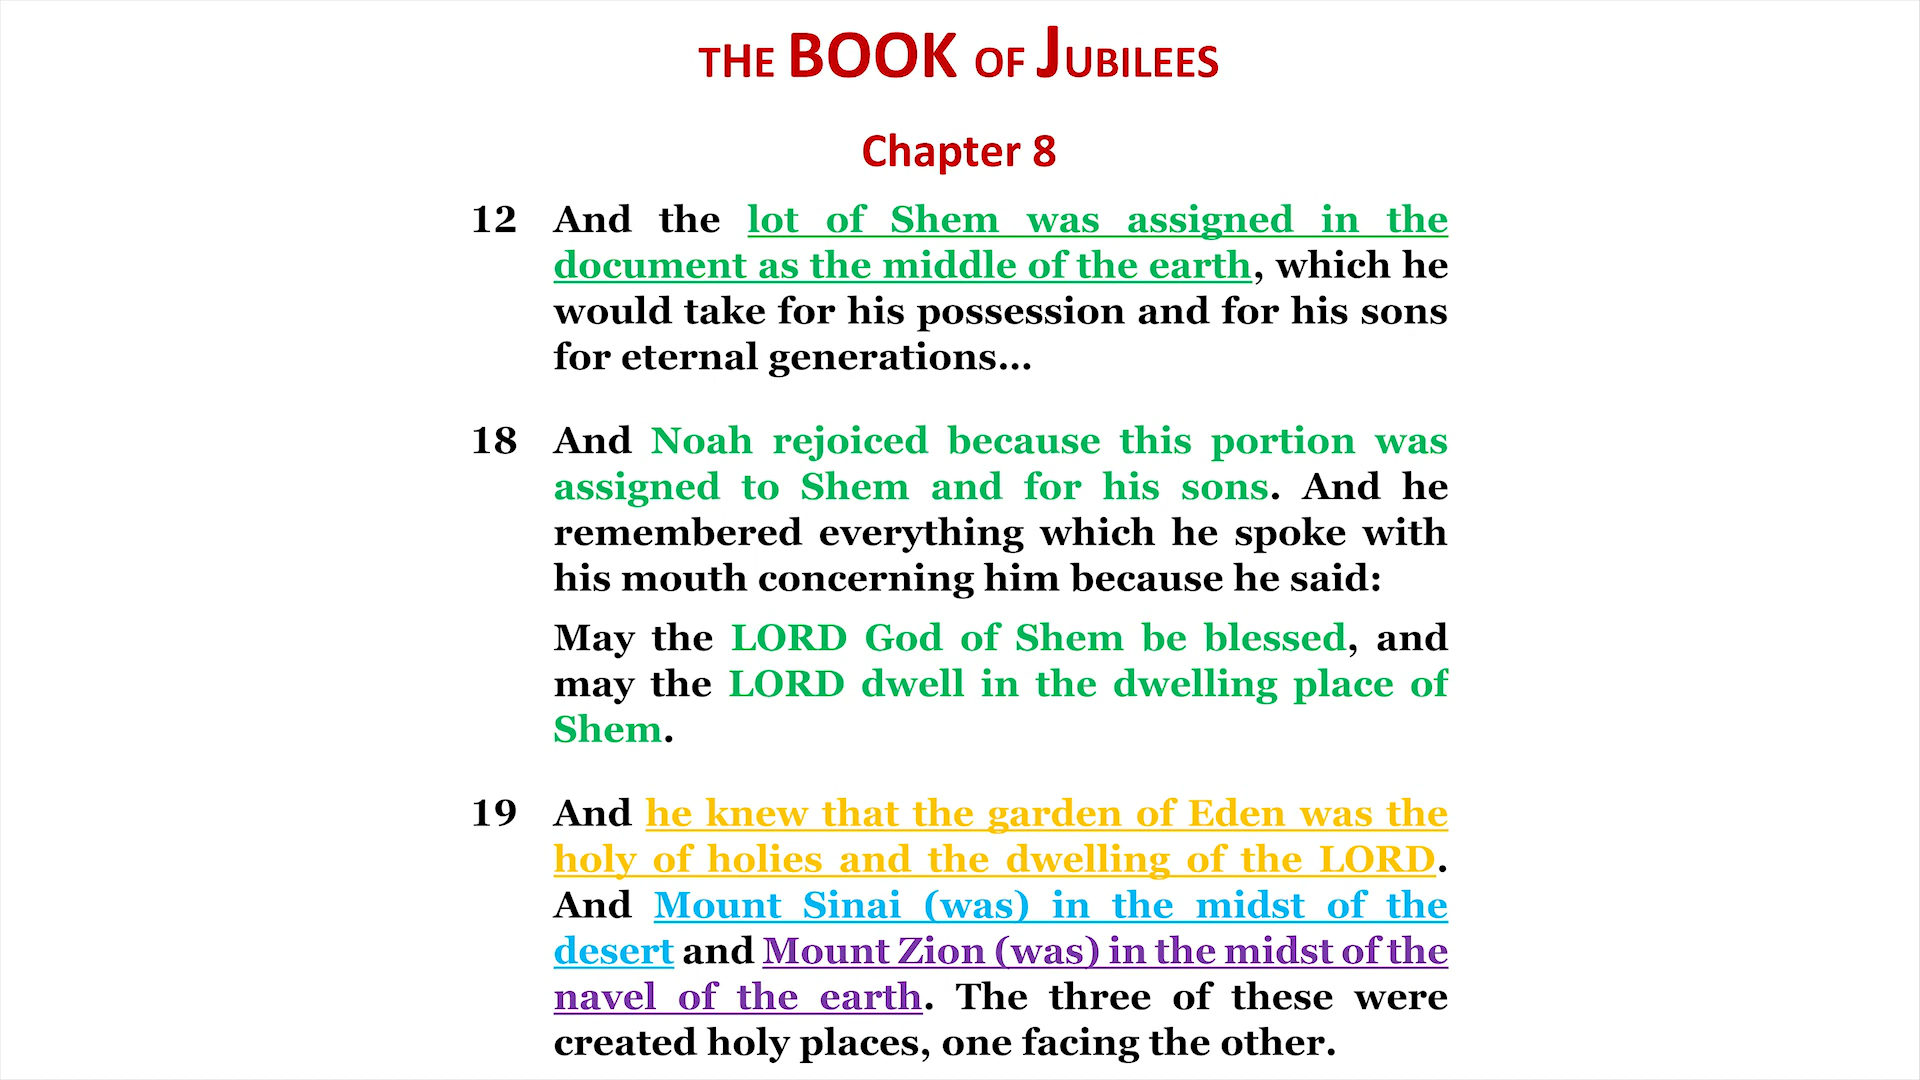 THE BOOK OF JUBILEES
Chapter 8
12 And the lot of Shem was assigned in the
document as the middle of the earth, which he
would take for his possession and for his sons
for eternal generations...
18 And Noah rejoiced because this portion was
assigned to Shem and for his sons. And he
remembered everything which he spoke with
his mouth concerning him because he said:
May the LORD God of Shem be blessed, and
may the LORD dwell in the dwelling place of
Shem.
19 And he knew that the garden of Eden was the
holy of holies and the dwelling of the LORD.
And Mount Sinai (was) in the midst of the
desert and Mount Zion (was) in the midst of the
navel of the earth. The three of these were
created holy places, one facing the other.